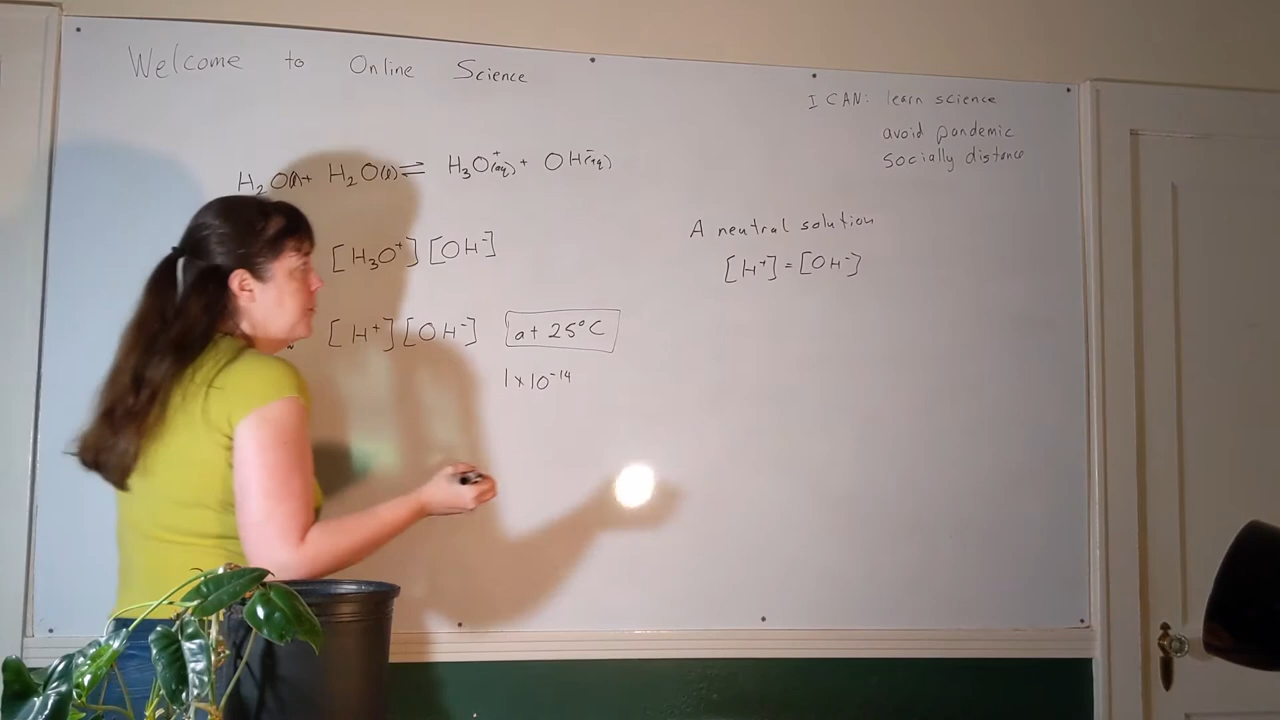 Welcome to Online Science
I CAN: learn science
avoid pandemic
socially distance
H₂O(l) + H₂O(l) ⇌ H₃O⁺(aq) + OH⁻(aq)
[H₃O⁺][OH⁻]
[H⁺][OH⁻] at 25°C
1 x 10⁻¹⁴
A neutral solution
[H⁺] = [OH⁻]